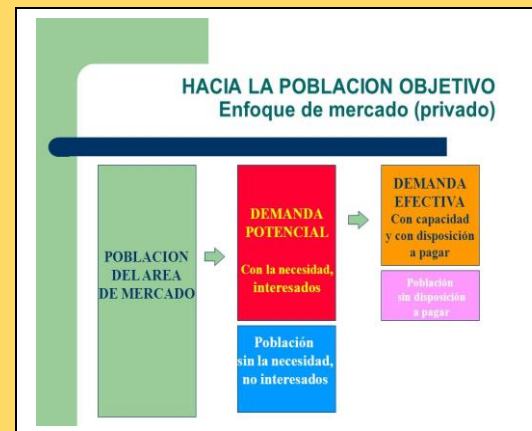 HACIA LA POBLACION OBJETIVO
Enfoque de mercado (privado)
POBLACION
DEL AREA
DE MERCADO
DEMANDA
POTENCIAL
Con la necesidad,
interesados
Población
sin la necesidad,
no interesados
DEMANDA
EFECTIVA
Con capacidad
y con disposición
a pagar
Población
sin disposición
a pagar